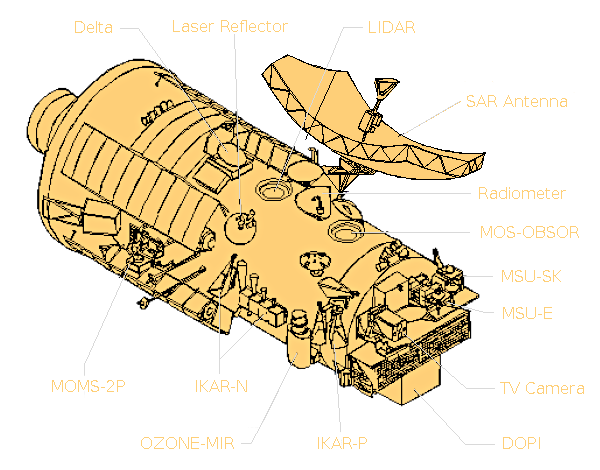 Delta
Laser Reflector
LIDAR
SAR Antenna
Radiometer
MOS-OBSOR
MSU-SK
MSU-E
MOMS-2P
IKAR-N
TV Camera
OZONE-MIR
IKAR-P
DOPI